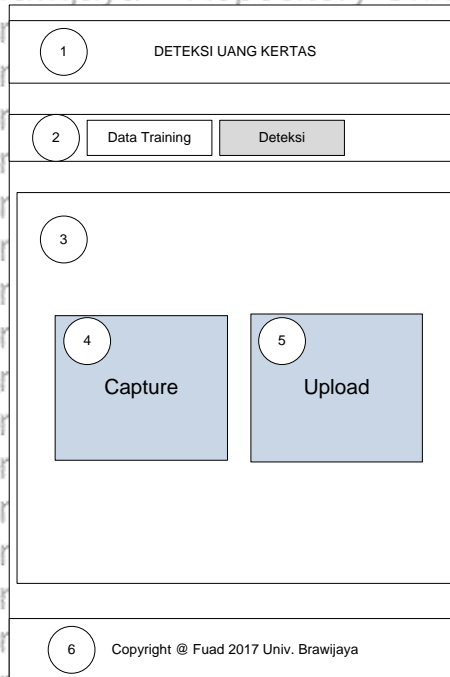 1 DETEKSI UANG KERTAS
2 Data Training Deteksi
3
4 5
Capture Upload
6 Copyright @ Fuad 2017 Univ. Brawijaya